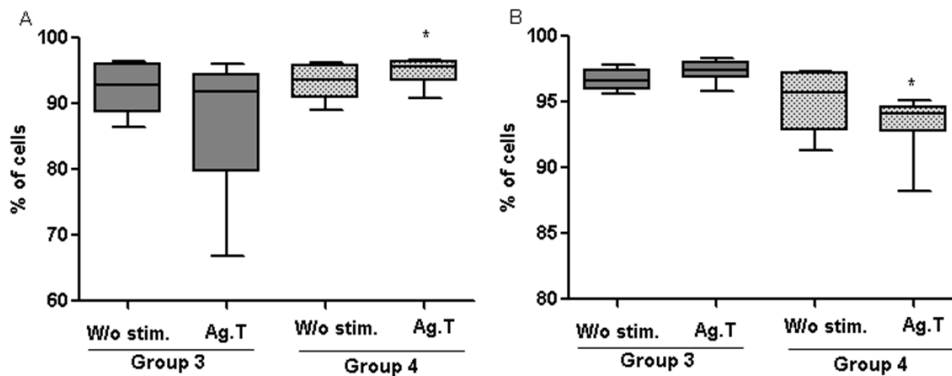 A
100
90
80
70
60
% of cells
*
W/o stim. Ag.T W/o stim. Ag.T
Group 3 Group 4
B
100
95
90
85
80
% of cells
*
W/o stim. Ag.T W/o stim. Ag.T
Group 3 Group 4